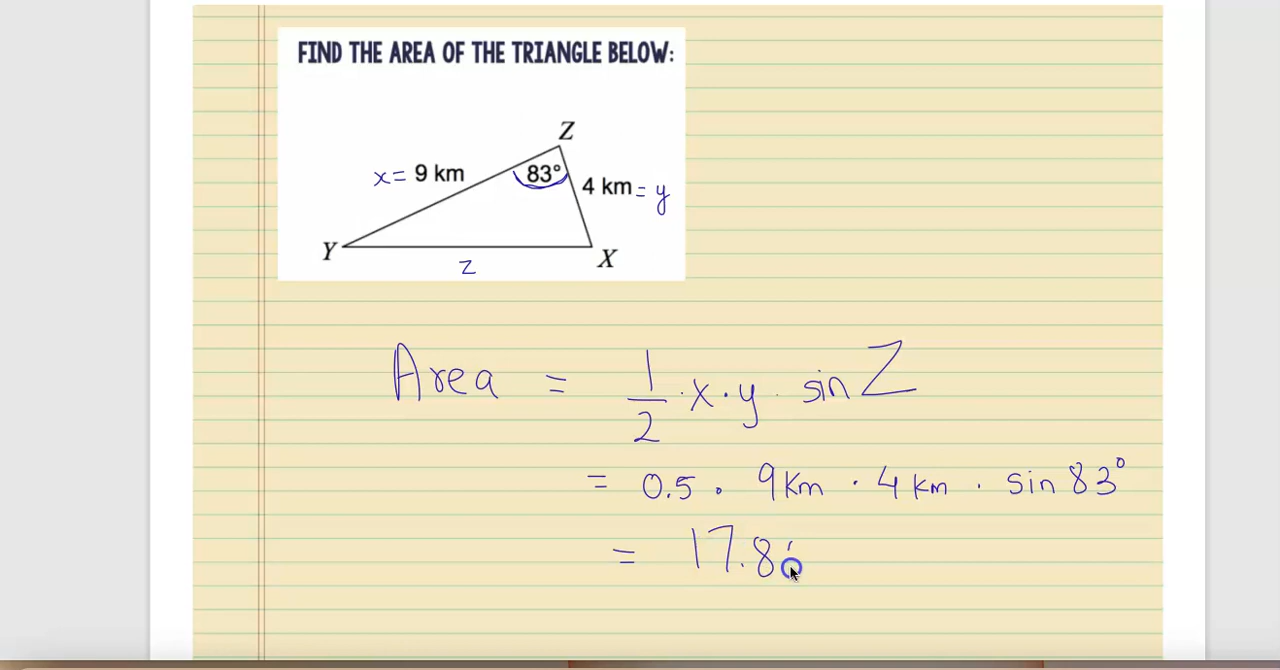 FIND THE AREA OF THE TRIANGLE BELOW:
Z
x = 9 km 83° 4 km = y
Y z X
Area = 1/2 · x · y · sin Z
= 0.5 · 9 km · 4 km · sin 83°
= 17.8